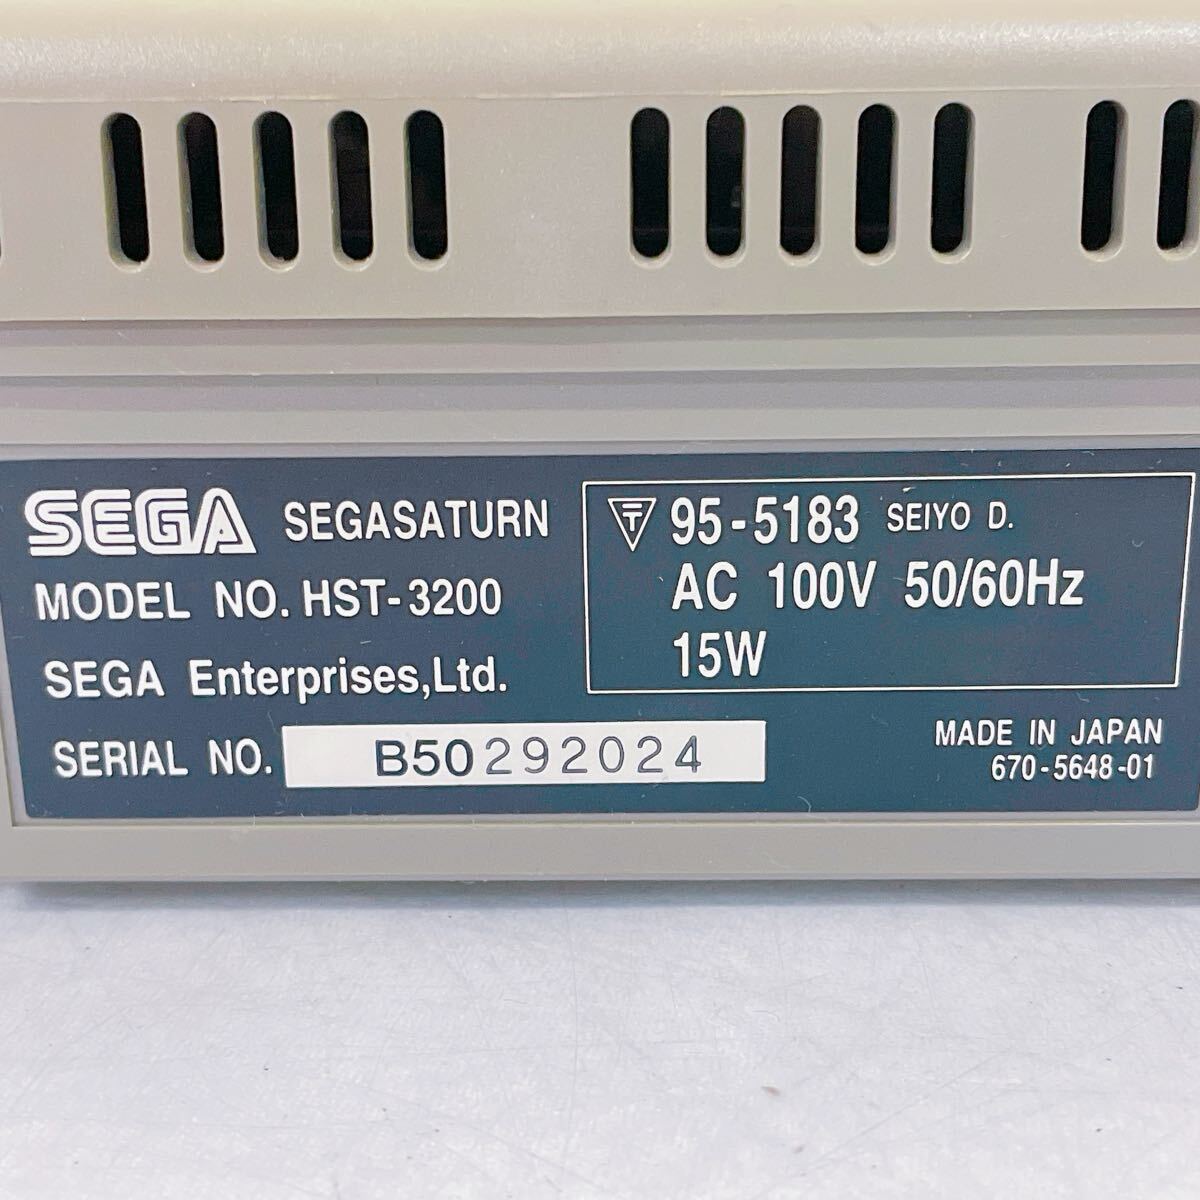 SEGA SEGASATURN
MODEL NO. HST-3200
SEGA Enterprises,Ltd.
SERIAL NO. B50292024
T 95-5183 SEIYO D.
AC 100V 50/60Hz
15W
MADE IN JAPAN
670-5648-01